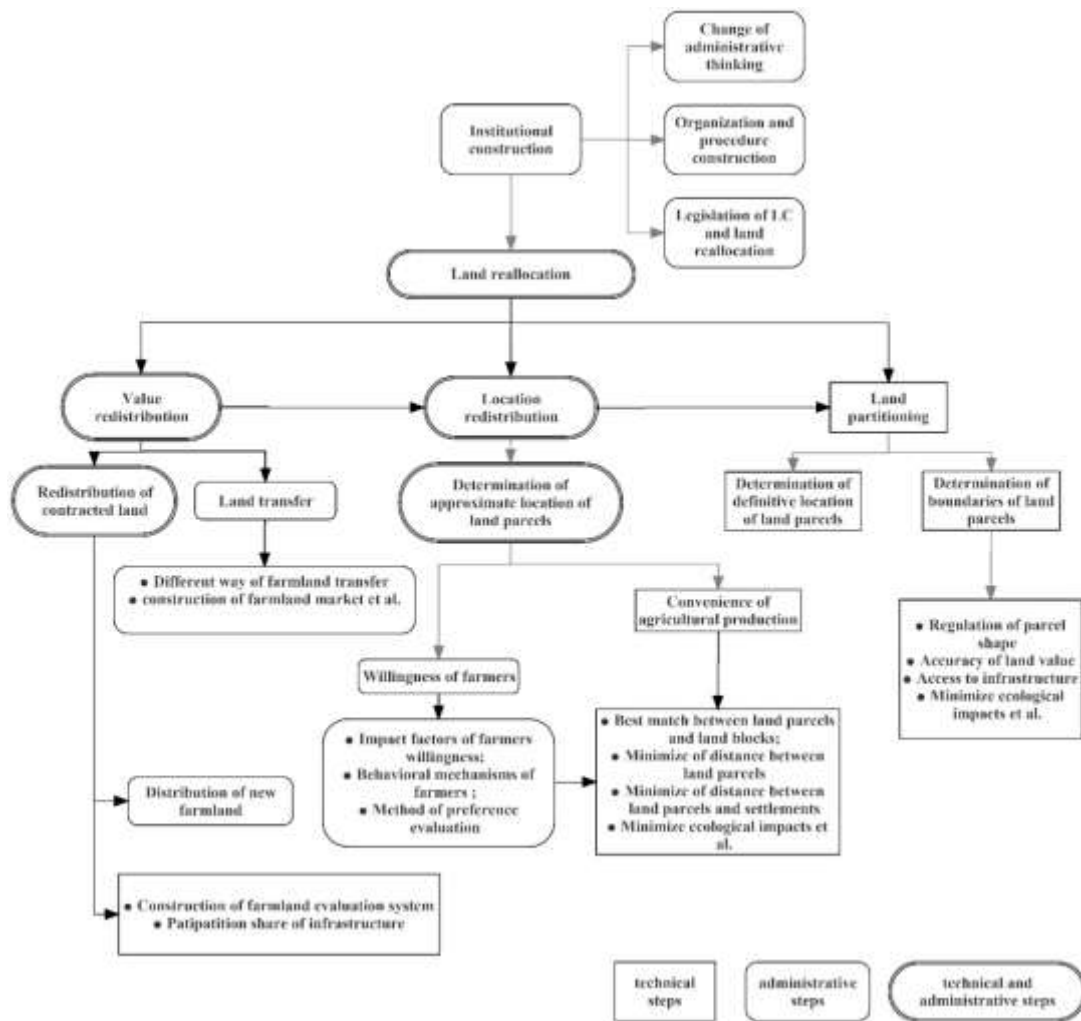 Change of
administrative
thinking
Institutional
construction
Organization and
procedure
construction
Legislation of LC
and land
reallocation
Land reallocation
Value
redistribution
Location
redistribution
Land
partitioning
Redistribution of
contracted land
Land transfer
Determination of
approximate location of
land parcels
Determination of
definitive location
of land parcels
Determination of
boundaries of land
parcels
● Different way of farmland transfer
● construction of farmland market et al.
Convenience of
agricultural production
● Regulation of parcel
shape
● Accuracy of land value
● Access to infrastructure
● Minimize ecological
impacts et al.
Willingness of farmers
● Impact factors of farmers
willingness;
● Behavioral mechanisms of
farmers ;
● Method of preference
evaluation
● Best match between land parcels
and land blocks;
● Minimize of distance between
land parcels
● Minimize of distance between
land parcels and settlements
● Minimize ecological impacts et
al.
Distribution of new
farmland
● Construction of farmland evaluation system
● Patipatition share of infrastructure
technical
steps
administrative
steps
technical and
administrative steps